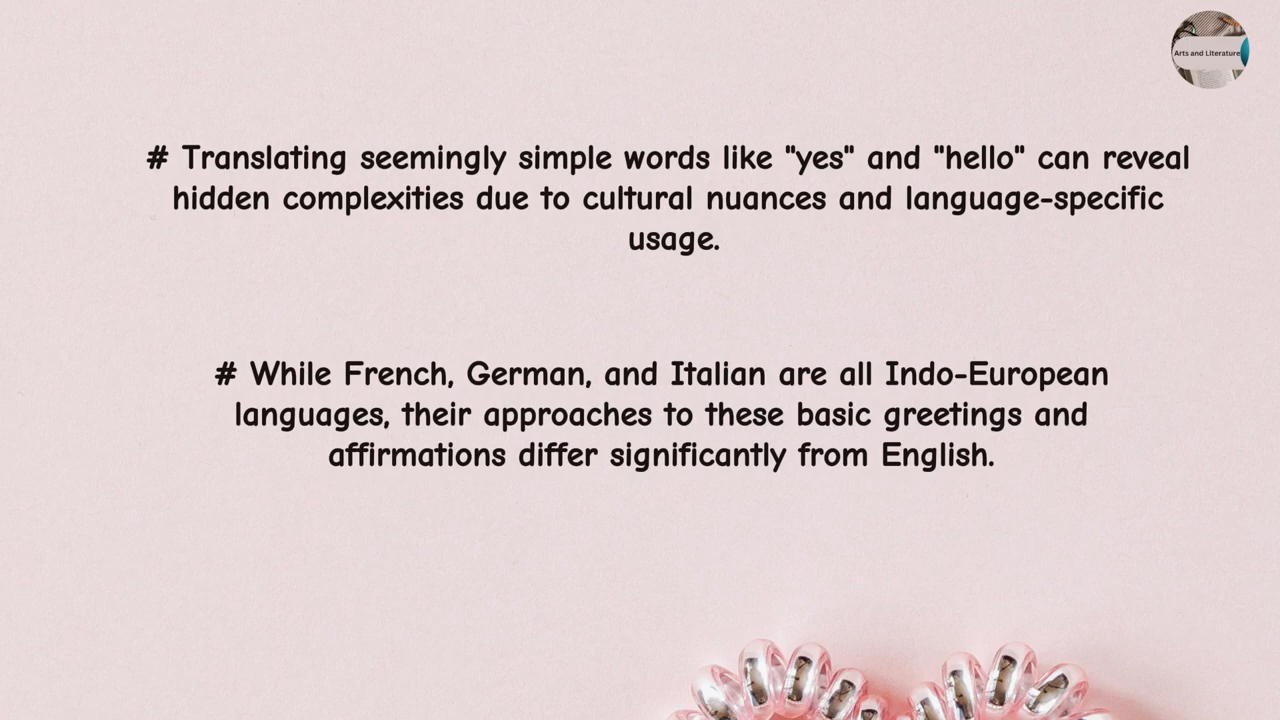 Arts and Literature
# Translating seemingly simple words like "yes" and "hello" can reveal
hidden complexities due to cultural nuances and language-specific
usage.
# While French, German, and Italian are all Indo-European
languages, their approaches to these basic greetings and
affirmations differ significantly from English.